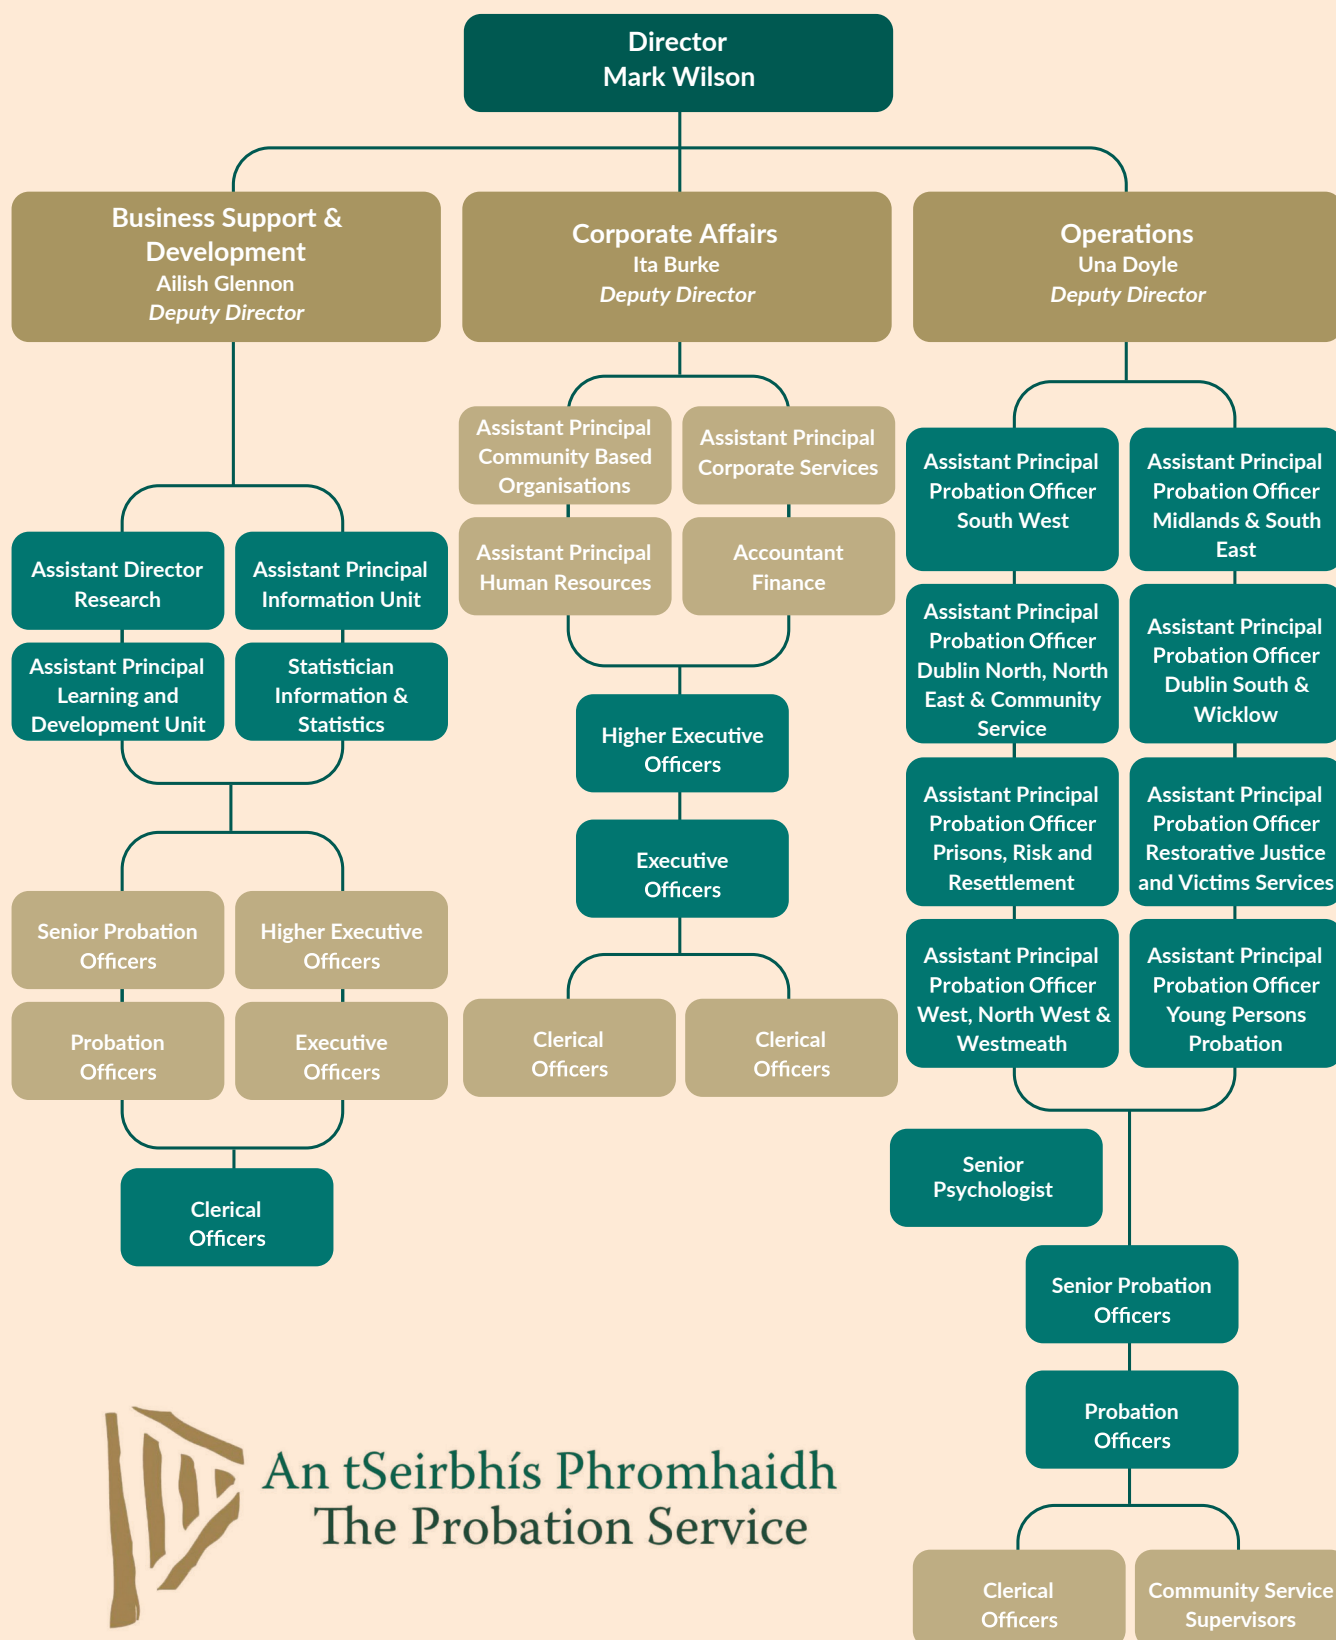 Director
Mark Wilson
Business Support &
Development
Ailish Glennon
Deputy Director
Corporate Affairs
Ita Burke
Deputy Director
Operations
Una Doyle
Deputy Director
Assistant Director
Research
Assistant Principal
Information Unit
Assistant Principal
Learning and
Development Unit
Statistician
Information &
Statistics
Senior Probation
Officers
Higher Executive
Officers
Probation
Officers
Executive
Officers
Clerical
Officers
Assistant Principal
Community Based
Organisations
Assistant Principal
Corporate Services
Assistant Principal
Human Resources
Accountant
Finance
Higher Executive
Officers
Executive
Officers
Clerical
Officers
Clerical
Officers
Assistant Principal
Probation Officer
South West
Assistant Principal
Probation Officer
Midlands & South
East
Assistant Principal
Probation Officer
Dublin North, North
East & Community
Service
Assistant Principal
Probation Officer
Dublin South &
Wicklow
Assistant Principal
Probation Officer
Prisons, Risk and
Resettlement
Assistant Principal
Probation Officer
Restorative Justice
and Victims Services
Assistant Principal
Probation Officer
West, North West &
Westmeath
Assistant Principal
Probation Officer
Young Persons
Probation
Senior
Psychologist
Senior Probation
Officers
Probation
Officers
Clerical
Officers
Community Service
Supervisors
An tSeirbhís Phromhaidh
The Probation Service